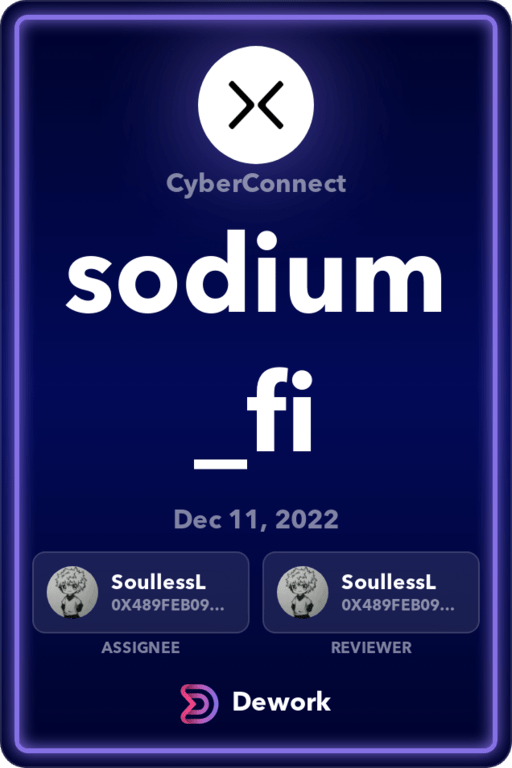 CyberConnect
sodium
_fi
Dec 11, 2022
SoullessL
0X489FEB09...
ASSIGNEE
SoullessL
0X489FEB09...
REVIEWER
Dework